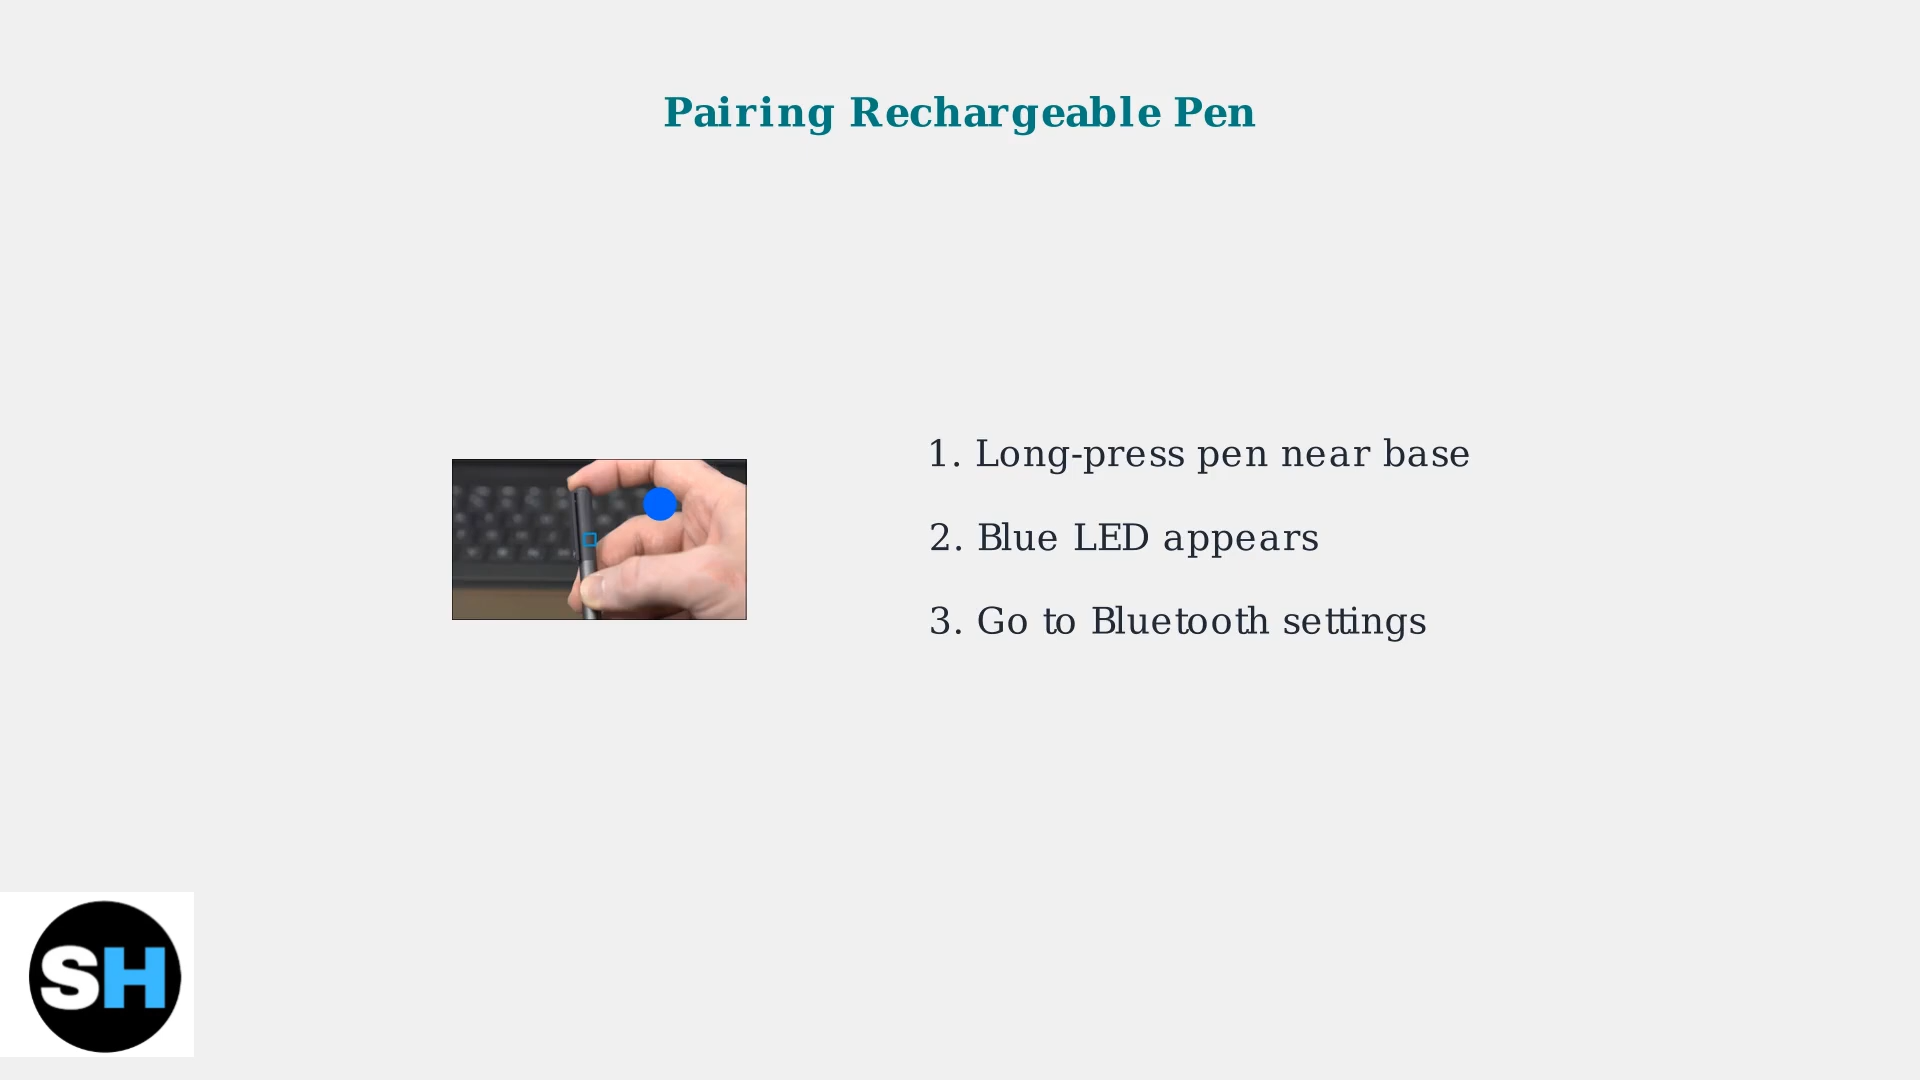 Pairing Rechargeable Pen
1. Long-press pen near base
2. Blue LED appears
3. Go to Bluetooth settings
SH